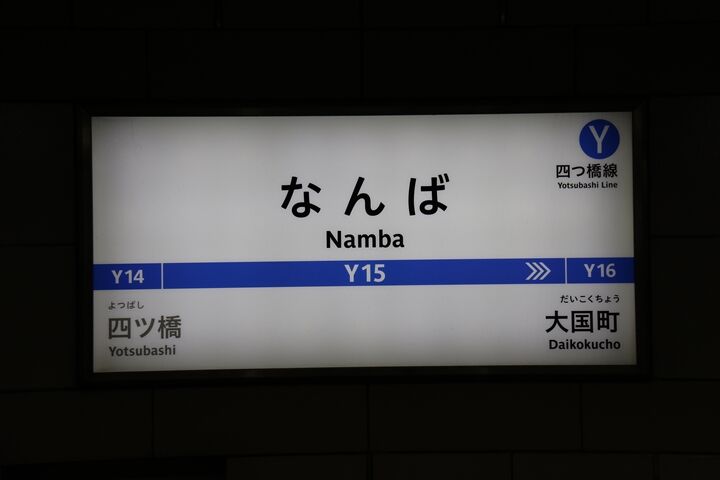 Y
四つ橋線
Yotsubashi Line
なんば
Namba
Y14
Y15
Y16
よつばし
四ツ橋
Yotsubashi
だいこくちょう
大国町
Daikokucho